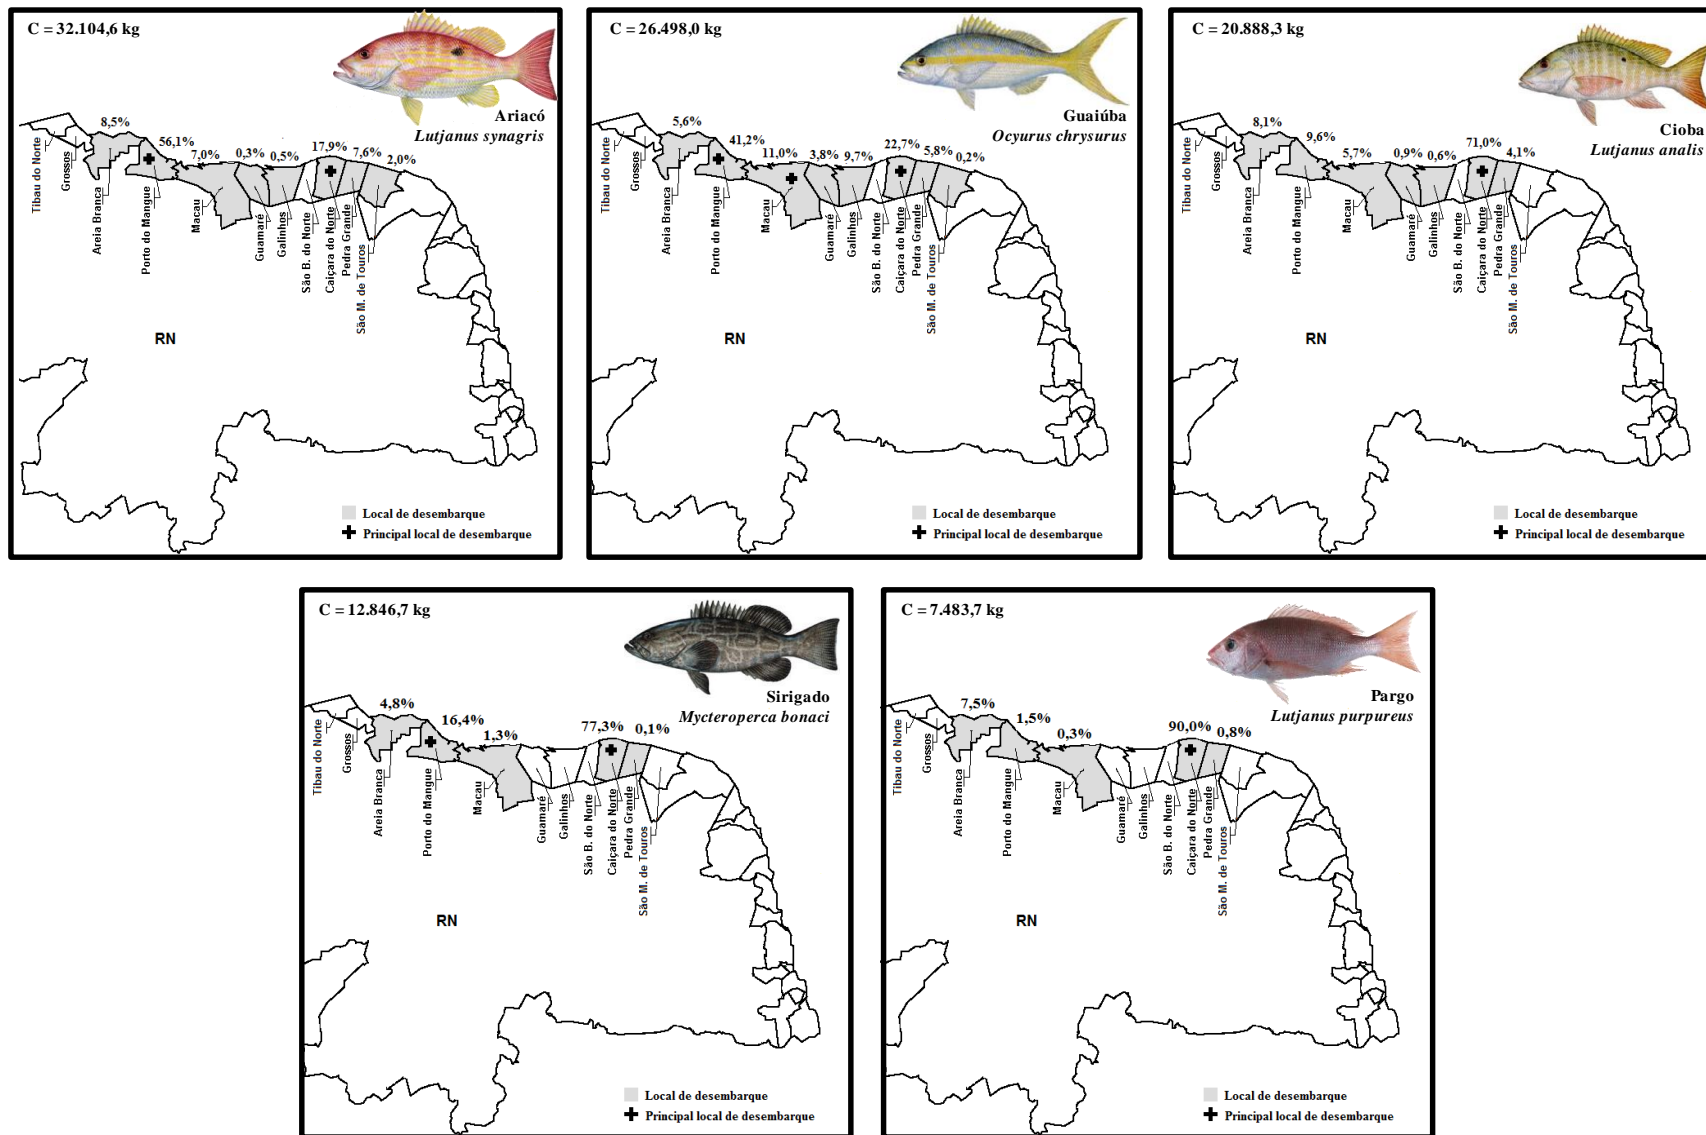 C = 32.104,6 kg
Ariacó
Lutjanus synagris
8,5%
56,1%
7,0%
0,3%
0,5%
17,9%
7,6%
2,0%
Tibau do Norte
Grossos
Areia Branca
Porto do Mangue
Macau
Guamaré
Galinhos
São B. do Norte
Caiçara do Norte
Pedra Grande
São M. de Touros
RN
Local de desembarque
Principal local de desembarque
C = 26.498,0 kg
Guaiúba
Ocyurus chrysurus
5,6%
41,2%
11,0%
3,8%
9,7%
22,7%
5,8%
0,2%
Tibau do Norte
Grossos
Areia Branca
Porto do Mangue
Macau
Guamaré
Galinhos
São B. do Norte
Caiçara do Norte
Pedra Grande
São M. de Touros
RN
Local de desembarque
Principal local de desembarque
C = 20.888,3 kg
Cioba
Lutjanus analis
8,1%
9,6%
5,7%
0,9%
0,6%
71,0%
4,1%
Tibau do Norte
Grossos
Areia Branca
Porto do Mangue
Macau
Guamaré
Galinhos
São B. do Norte
Caiçara do Norte
Pedra Grande
São M. de Touros
RN
Local de desembarque
Principal local de desembarque
C = 12.846,7 kg
Sirigado
Mycteroperca bonaci
4,8%
16,4%
1,3%
77,3%
0,1%
Tibau do Norte
Grossos
Areia Branca
Porto do Mangue
Macau
Guamaré
Galinhos
São B. do Norte
Caiçara do Norte
Pedra Grande
São M. de Touros
RN
Local de desembarque
Principal local de desembarque
C = 7.483,7 kg
Pargo
Lutjanus purpureus
7,5%
1,5%
0,3%
90,0%
0,8%
Tibau do Norte
Grossos
Areia Branca
Porto do Mangue
Macau
Guamaré
Galinhos
São B. do Norte
Caiçara do Norte
Pedra Grande
São M. de Touros
RN
Local de desembarque
Principal local de desembarque